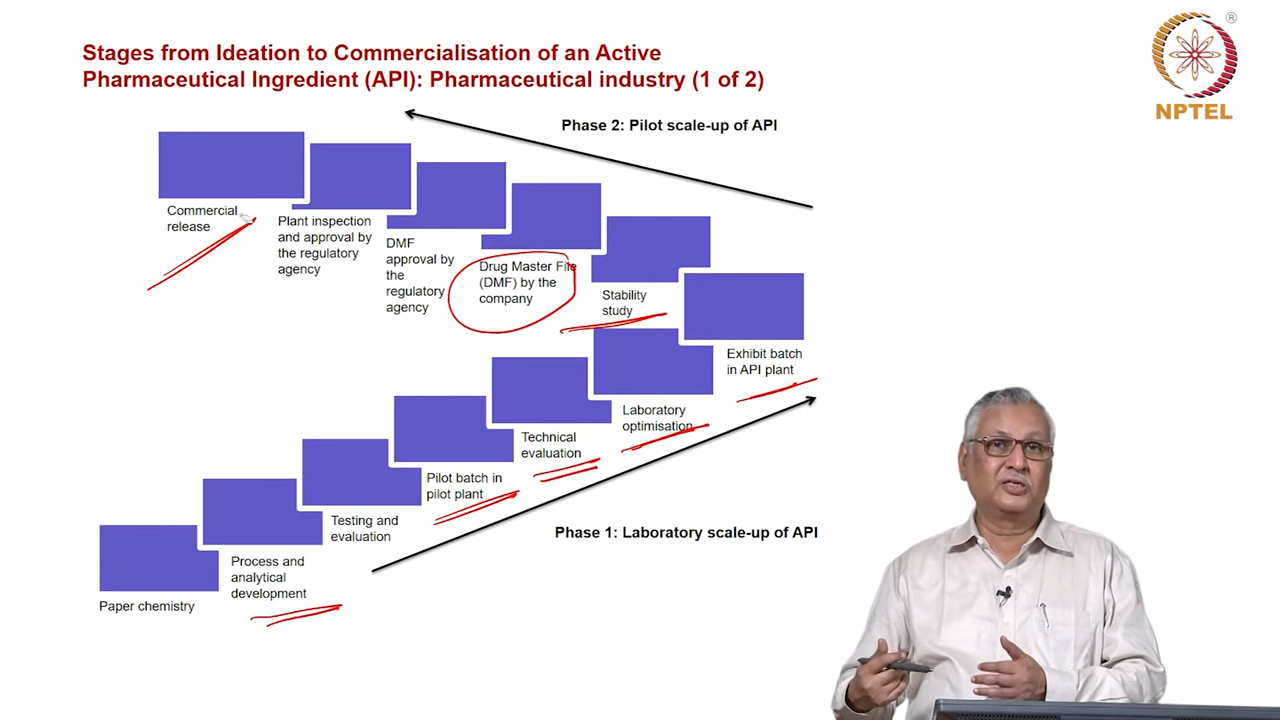 Stages from Ideation to Commercialisation of an Active
Pharmaceutical Ingredient (API): Pharmaceutical industry (1 of 2)
®
NPTEL
Phase 2: Pilot scale-up of API
Commercial
release
Plant inspection
and approval by
the regulatory
agency
DMF
approval by
the
regulatory
agency
Drug Master File
(DMF) by the
company
Stability
study
Exhibit batch
in API plant
Laboratory
optimisation
Technical
evaluation
Pilot batch in
pilot plant
Testing and
evaluation
Process and
analytical
development
Paper chemistry
Phase 1: Laboratory scale-up of API